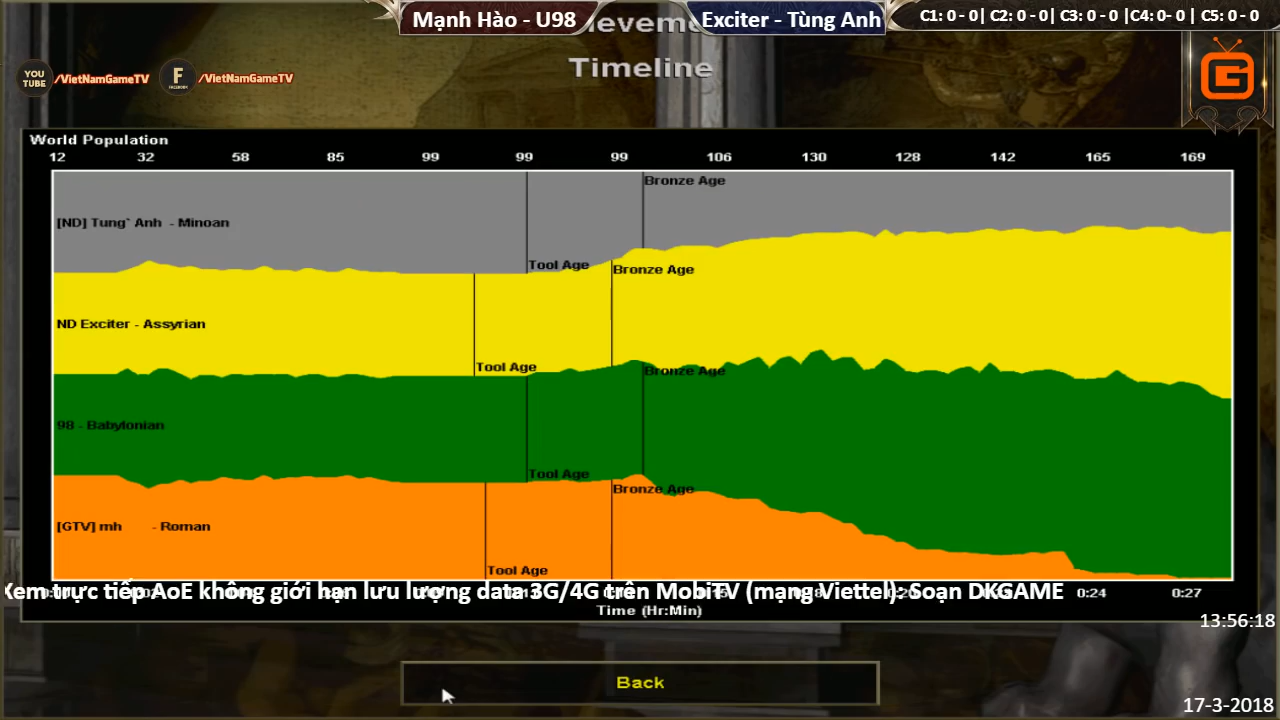 Mạnh Hào - U98
Exciter - Tùng Anh
C1: 0 - 0| C2: 0 - 0| C3: 0 - 0 |C4: 0- 0 | C5: 0 - 0
Timeline
YOU TUBE /VietNamGameTV
F FACEBOOK /VietNamGameTV
G
World Population
12 32 58 85 99 99 99 106 130 128 142 165 169
Bronze Age
[ND] Tung` Anh - Minoan
Tool Age
Bronze Age
ND Exciter - Assyrian
Tool Age
Bronze Age
98 - Babylonian
Tool Age
Bronze Age
[GTV] mh - Roman
Tool Age
Xem trực tiếp AoE không giới hạn lưu lượng data 3G/4G trên MobiTV (mạng Viettel): Soạn DKGAME
0:24 0:27
Time (Hr:Min)
13:56:18
Back
17-3-2018